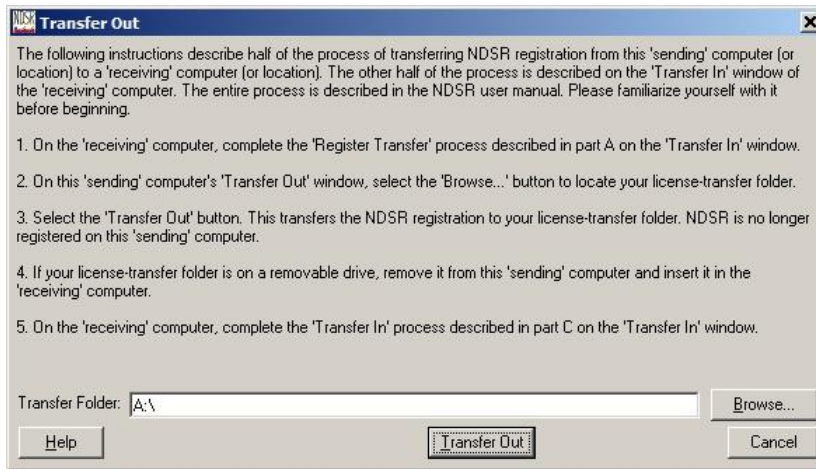 Transfer Out
The following instructions describe half of the process of transferring NDSR registration from this 'sending' computer (or
location) to a 'receiving' computer (or location). The other half of the process is described on the 'Transfer In' window of
the 'receiving' computer. The entire process is described in the NDSR user manual. Please familiarize yourself with it
before beginning.
1. On the 'receiving' computer, complete the 'Register Transfer' process described in part A on the 'Transfer In' window.
2. On this 'sending' computer's 'Transfer Out' window, select the 'Browse...' button to locate your license-transfer folder.
3. Select the 'Transfer Out' button. This transfers the NDSR registration to your license-transfer folder. NDSR is no longer
registered on this 'sending' computer.
4. If your license-transfer folder is on a removable drive, remove it from this 'sending' computer and insert it in the
'receiving' computer.
5. On the 'receiving' computer, complete the 'Transfer In' process described in part C on the 'Transfer In' window.
Transfer Folder: A:\ Browse...
Help Transfer Out Cancel